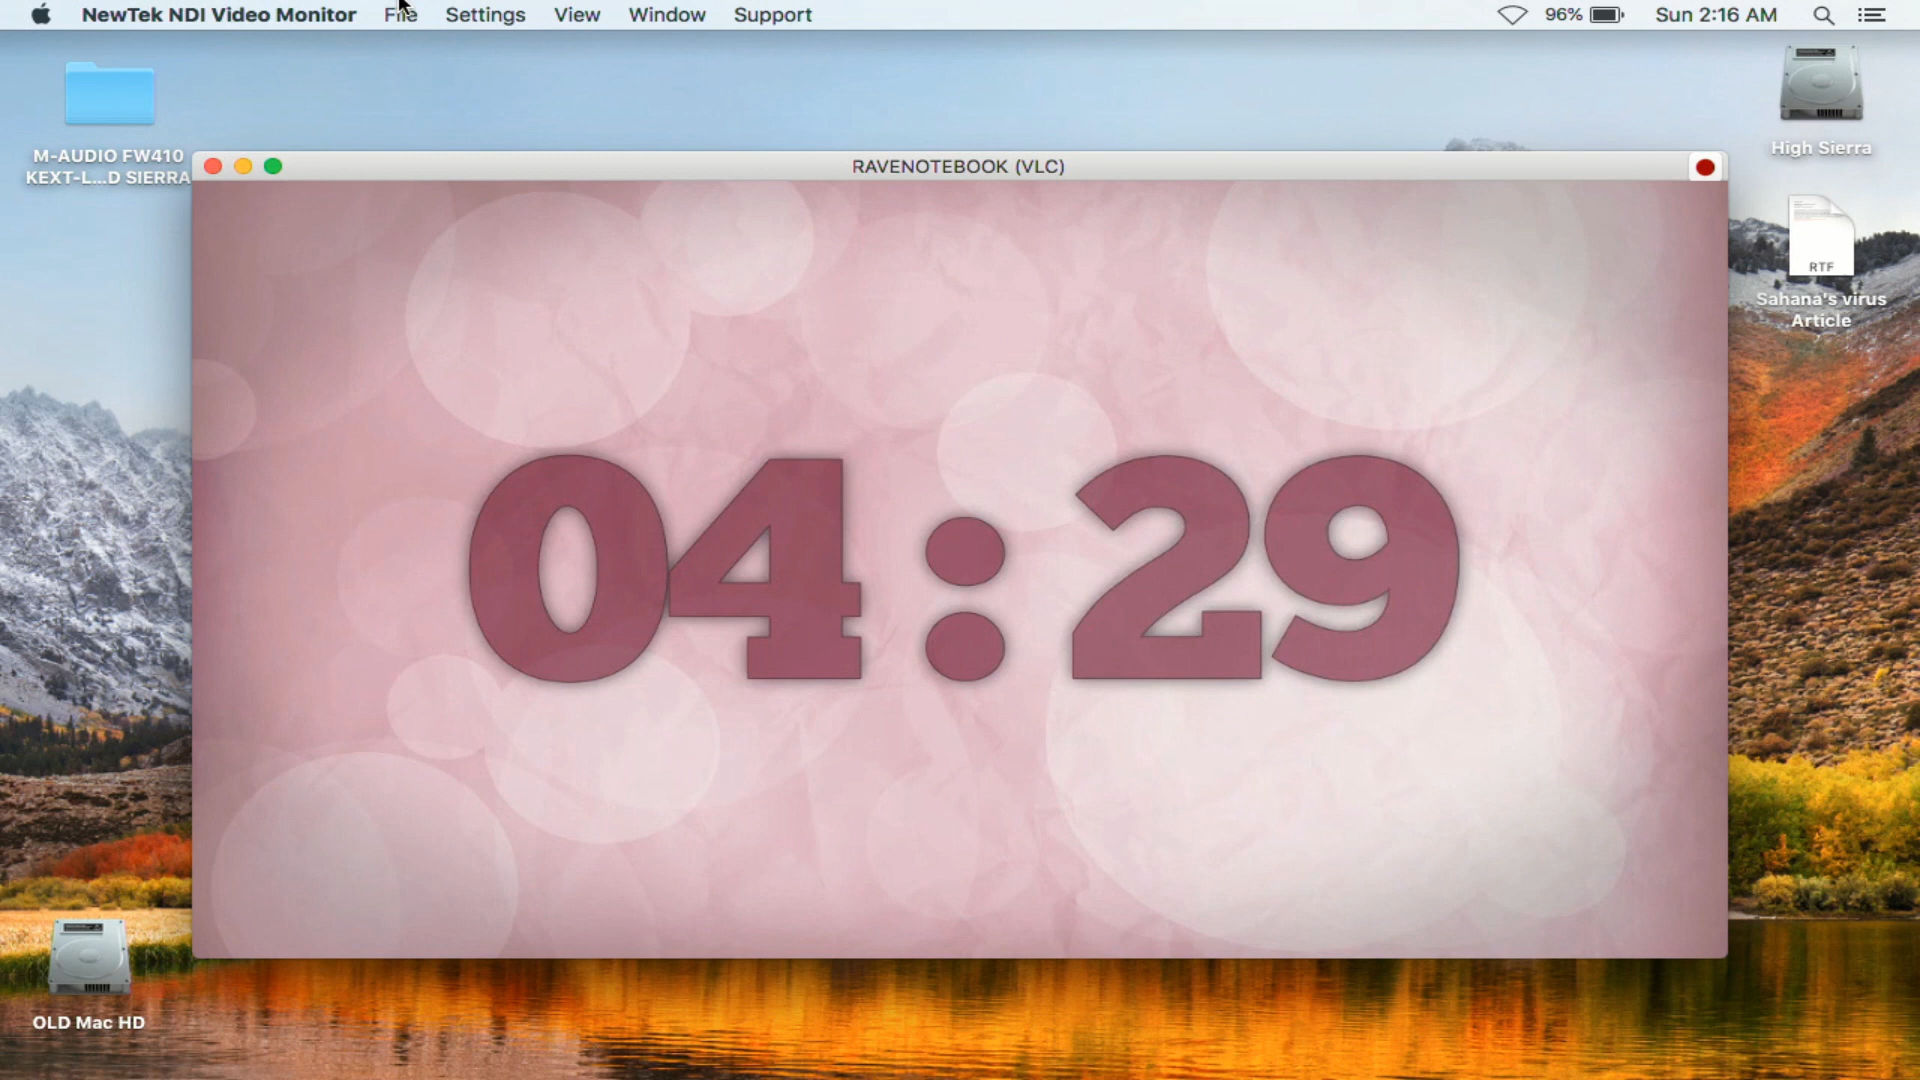 NewTek NDI Video Monitor File Settings View Window Support 96% Sun 2:16 AM
M-AUDIO FW410
KEXT-L...D SIERRA
RAVENOTEBOOK (VLC)
High Sierra
RTF
Sahana's virus
Article
04:29
OLD Mac HD